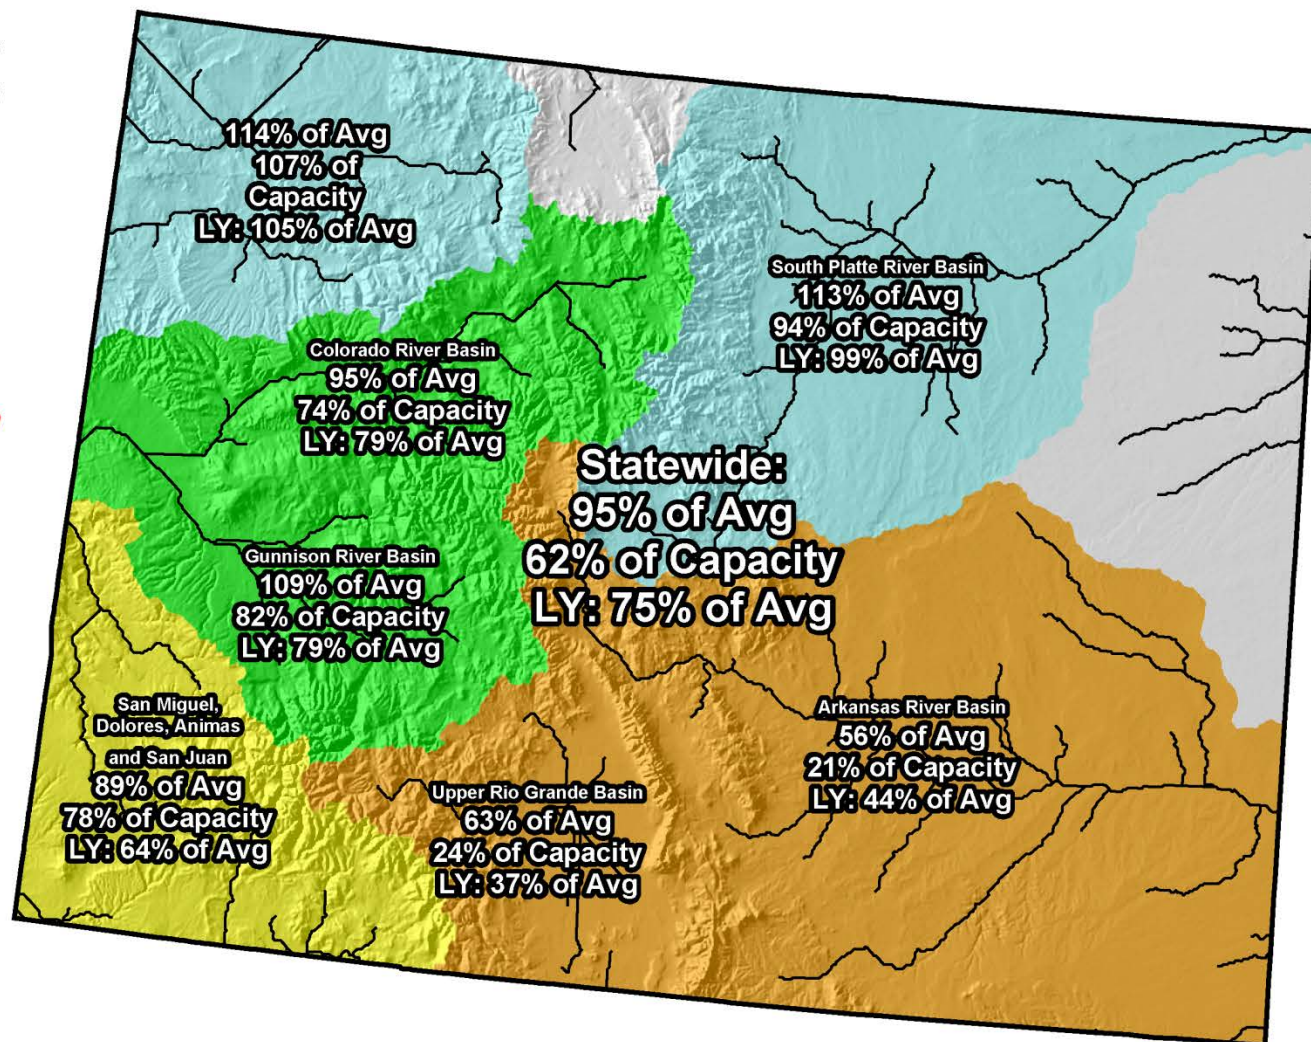 114% of Avg
107% of
Capacity
LY: 105% of Avg
South Platte River Basin
113% of Avg
94% of Capacity
LY: 99% of Avg
Colorado River Basin
95% of Avg
74% of Capacity
LY: 79% of Avg
Statewide:
95% of Avg
62% of Capacity
LY: 75% of Avg
Gunnison River Basin
109% of Avg
82% of Capacity
LY: 79% of Avg
San Miguel,
Dolores, Animas
and San Juan
89% of Avg
78% of Capacity
LY: 64% of Avg
Upper Rio Grande Basin
63% of Avg
24% of Capacity
LY: 37% of Avg
Arkansas River Basin
56% of Avg
21% of Capacity
LY: 44% of Avg